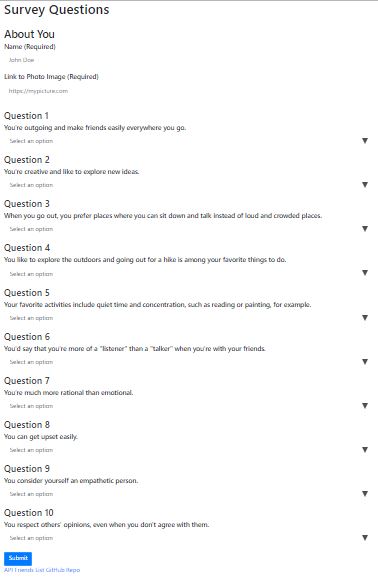 Survey Questions
About You
Name (Required)
John Doe
Link to Photo Image (Required)
https://mypicture.com
Question 1
You're outgoing and make friends easily everywhere you go.
Select an option
Question 2
You're creative and like to explore new ideas.
Select an option
Question 3
When you go out, you prefer places where you can sit down and talk instead of loud and crowded places.
Select an option
Question 4
You like to explore the outdoors and going out for a hike is among your favorite things to do.
Select an option
Question 5
Your favorite activities include quiet time and concentration, such as reading or painting, for example.
Select an option
Question 6
You'd say that you're more of a "listener" than a "talker" when you're with your friends.
Select an option
Question 7
You're much more rational than emotional.
Select an option
Question 8
You can get upset easily.
Select an option
Question 9
You consider yourself an empathetic person.
Select an option
Question 10
You respect others' opinions, even when you don't agree with them.
Select an option
Submit
API Friends List GitHub Repo